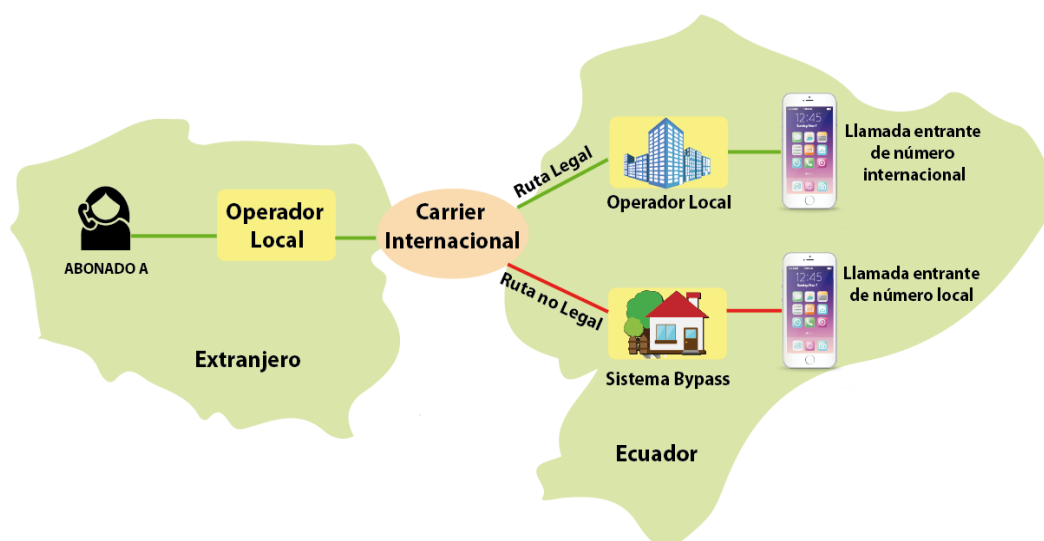 ABONADO A
Operador
Local
Extranjero
Carrier
Internacional
Ruta Legal
Ruta no Legal
Operador Local
Sistema Bypass
Ecuador
12:45
Llamada entrante
de número
internacional
12:45
Llamada entrante
de número local